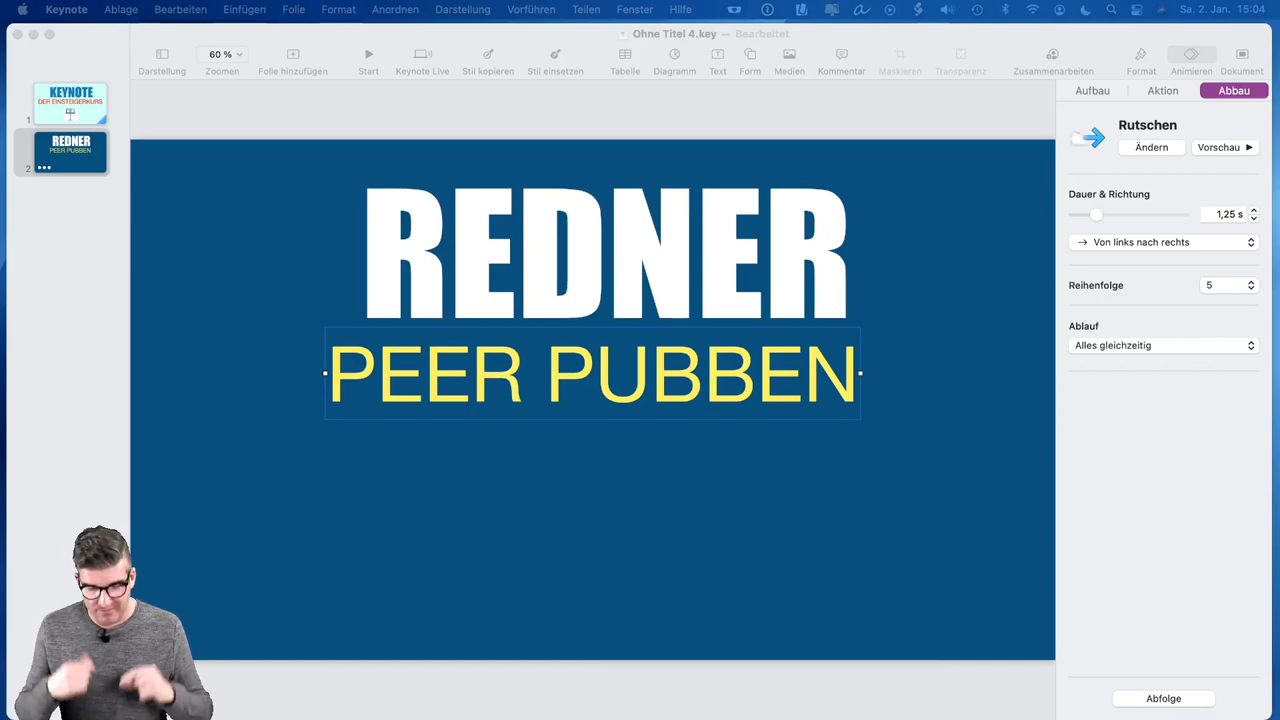 Keynote Ablage Bearbeiten Einfügen Folie Format Anordnen Darstellung Vorführen Teilen Fenster Hilfe Sa. 2. Jan. 15:04
Ohne Titel 4.key — Bearbeitet
60 %
Darstellung Zoomen Folie hinzufügen Start Keynote Live Stil kopieren Stil einsetzen Tabelle Diagramm Text Form Medien Kommentar Maskieren Transparenz Zusammenarbeiten Format Animieren Dokument
Aufbau Aktion Abbau
KEYNOTE
DER EINSTEIGERKURS
1
REDNER
PEER PUBBEN
2
REDNER
PEER PUBBEN
Rutschen
Ändern Vorschau
Dauer & Richtung
1,25 s
Von links nach rechts
Reihenfolge 5
Ablauf
Alles gleichzeitig
Abfolge